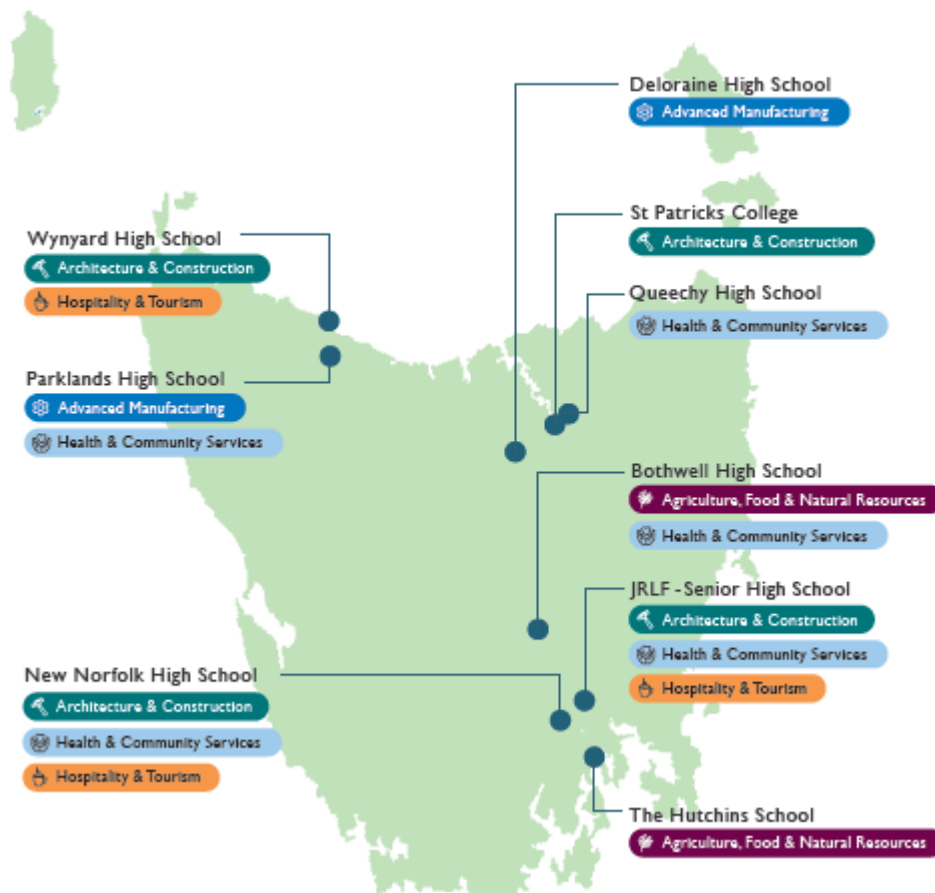 Deloraine High School
Advanced Manufacturing
St Patricks College
Architecture & Construction
Queechy High School
Health & Community Services
Wynyard High School
Architecture & Construction
Hospitality & Tourism
Parklands High School
Advanced Manufacturing
Health & Community Services
Bothwell High School
Agriculture, Food & Natural Resources
Health & Community Services
JRLF - Senior High School
Architecture & Construction
Health & Community Services
Hospitality & Tourism
New Norfolk High School
Architecture & Construction
Health & Community Services
Hospitality & Tourism
The Hutchins School
Agriculture, Food & Natural Resources